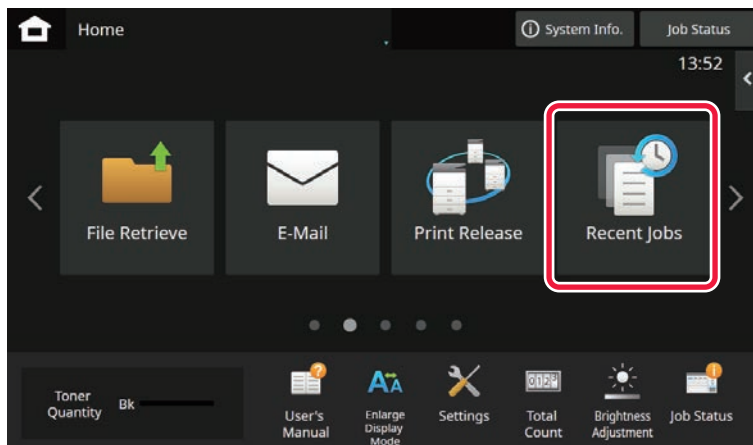 Home
System Info.
Job Status
13:52
File Retrieve
E-Mail
Print Release
Recent Jobs
Toner
Quantity
Bk
User's
Manual
Enlarge
Display
Mode
Settings
Total
Count
Brightness
Adjustment
Job Status